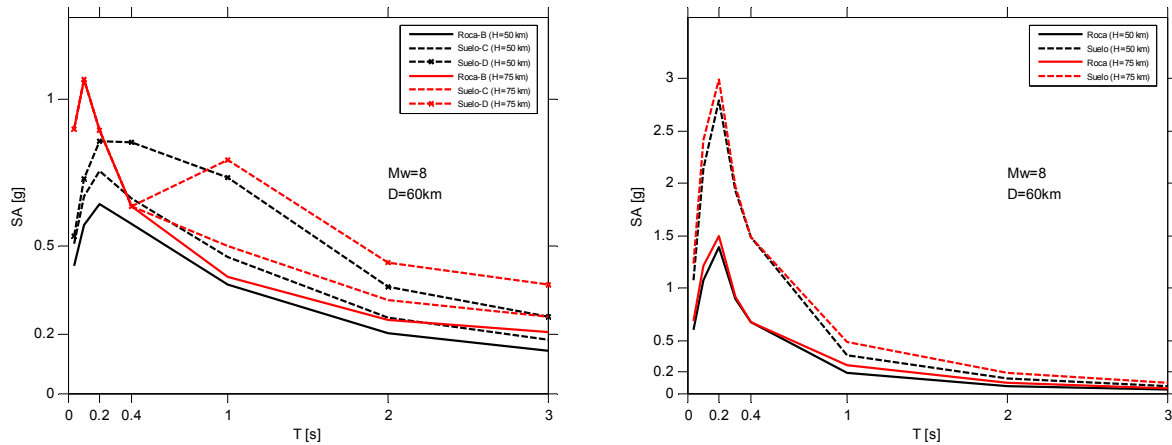 1
0.5
0.2
0
SA [g]
0 0.2 0.4 1 2 3
T [s]
Roca-B (H=50 km)
Suelo-C (H=50 km)
Suelo-D (H=50 km)
Roca-B (H=75 km)
Suelo-C (H=75 km)
Suelo-D (H=75 km)
Mw=8
D=60km
3
2.5
2
1.5
1
0.5
0.2
0
SA [g]
0 0.2 0.4 1 2 3
T [s]
Roca (H=50 km)
Suelo (H=50 km)
Roca (H=75 km)
Suelo (H=75 km)
Mw=8
D=60km